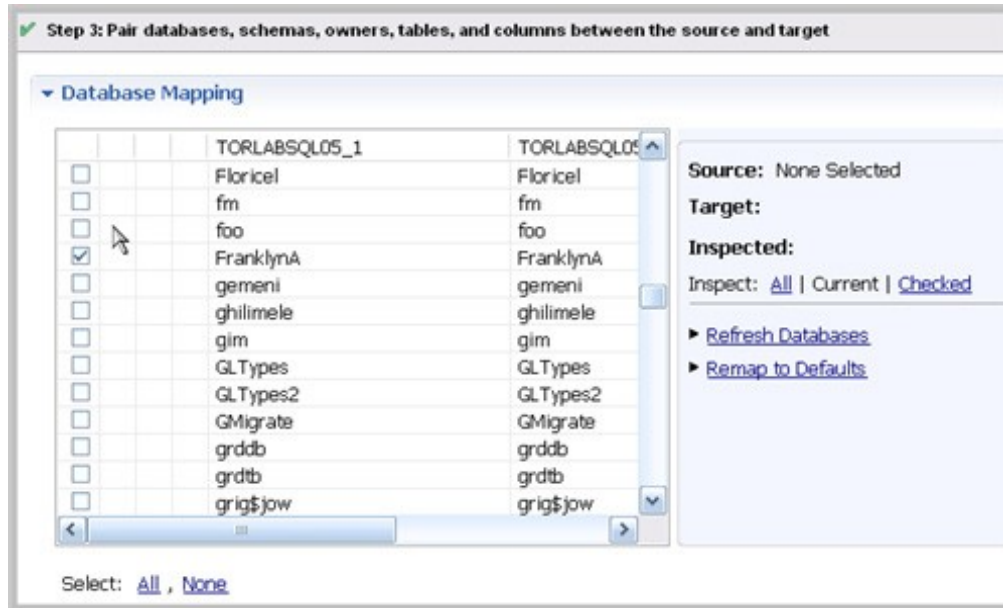 Step 3: Pair databases, schemas, owners, tables, and columns between the source and target
Database Mapping
TORLABSQL05_1 TORLABSQL05
Floricel Floricel
fm fm
foo foo
FranklynA FranklynA
gemeni gemeni
ghilimele ghilimele
gim gim
GLTypes GLTypes
GLTypes2 GLTypes2
GMigrate GMigrate
grddb grddb
grdtb grdtb
grig$jow grig$jow
Source: None Selected
Target:
Inspected:
Inspect: All | Current | Checked
Refresh Databases
Remap to Defaults
Select: All , None